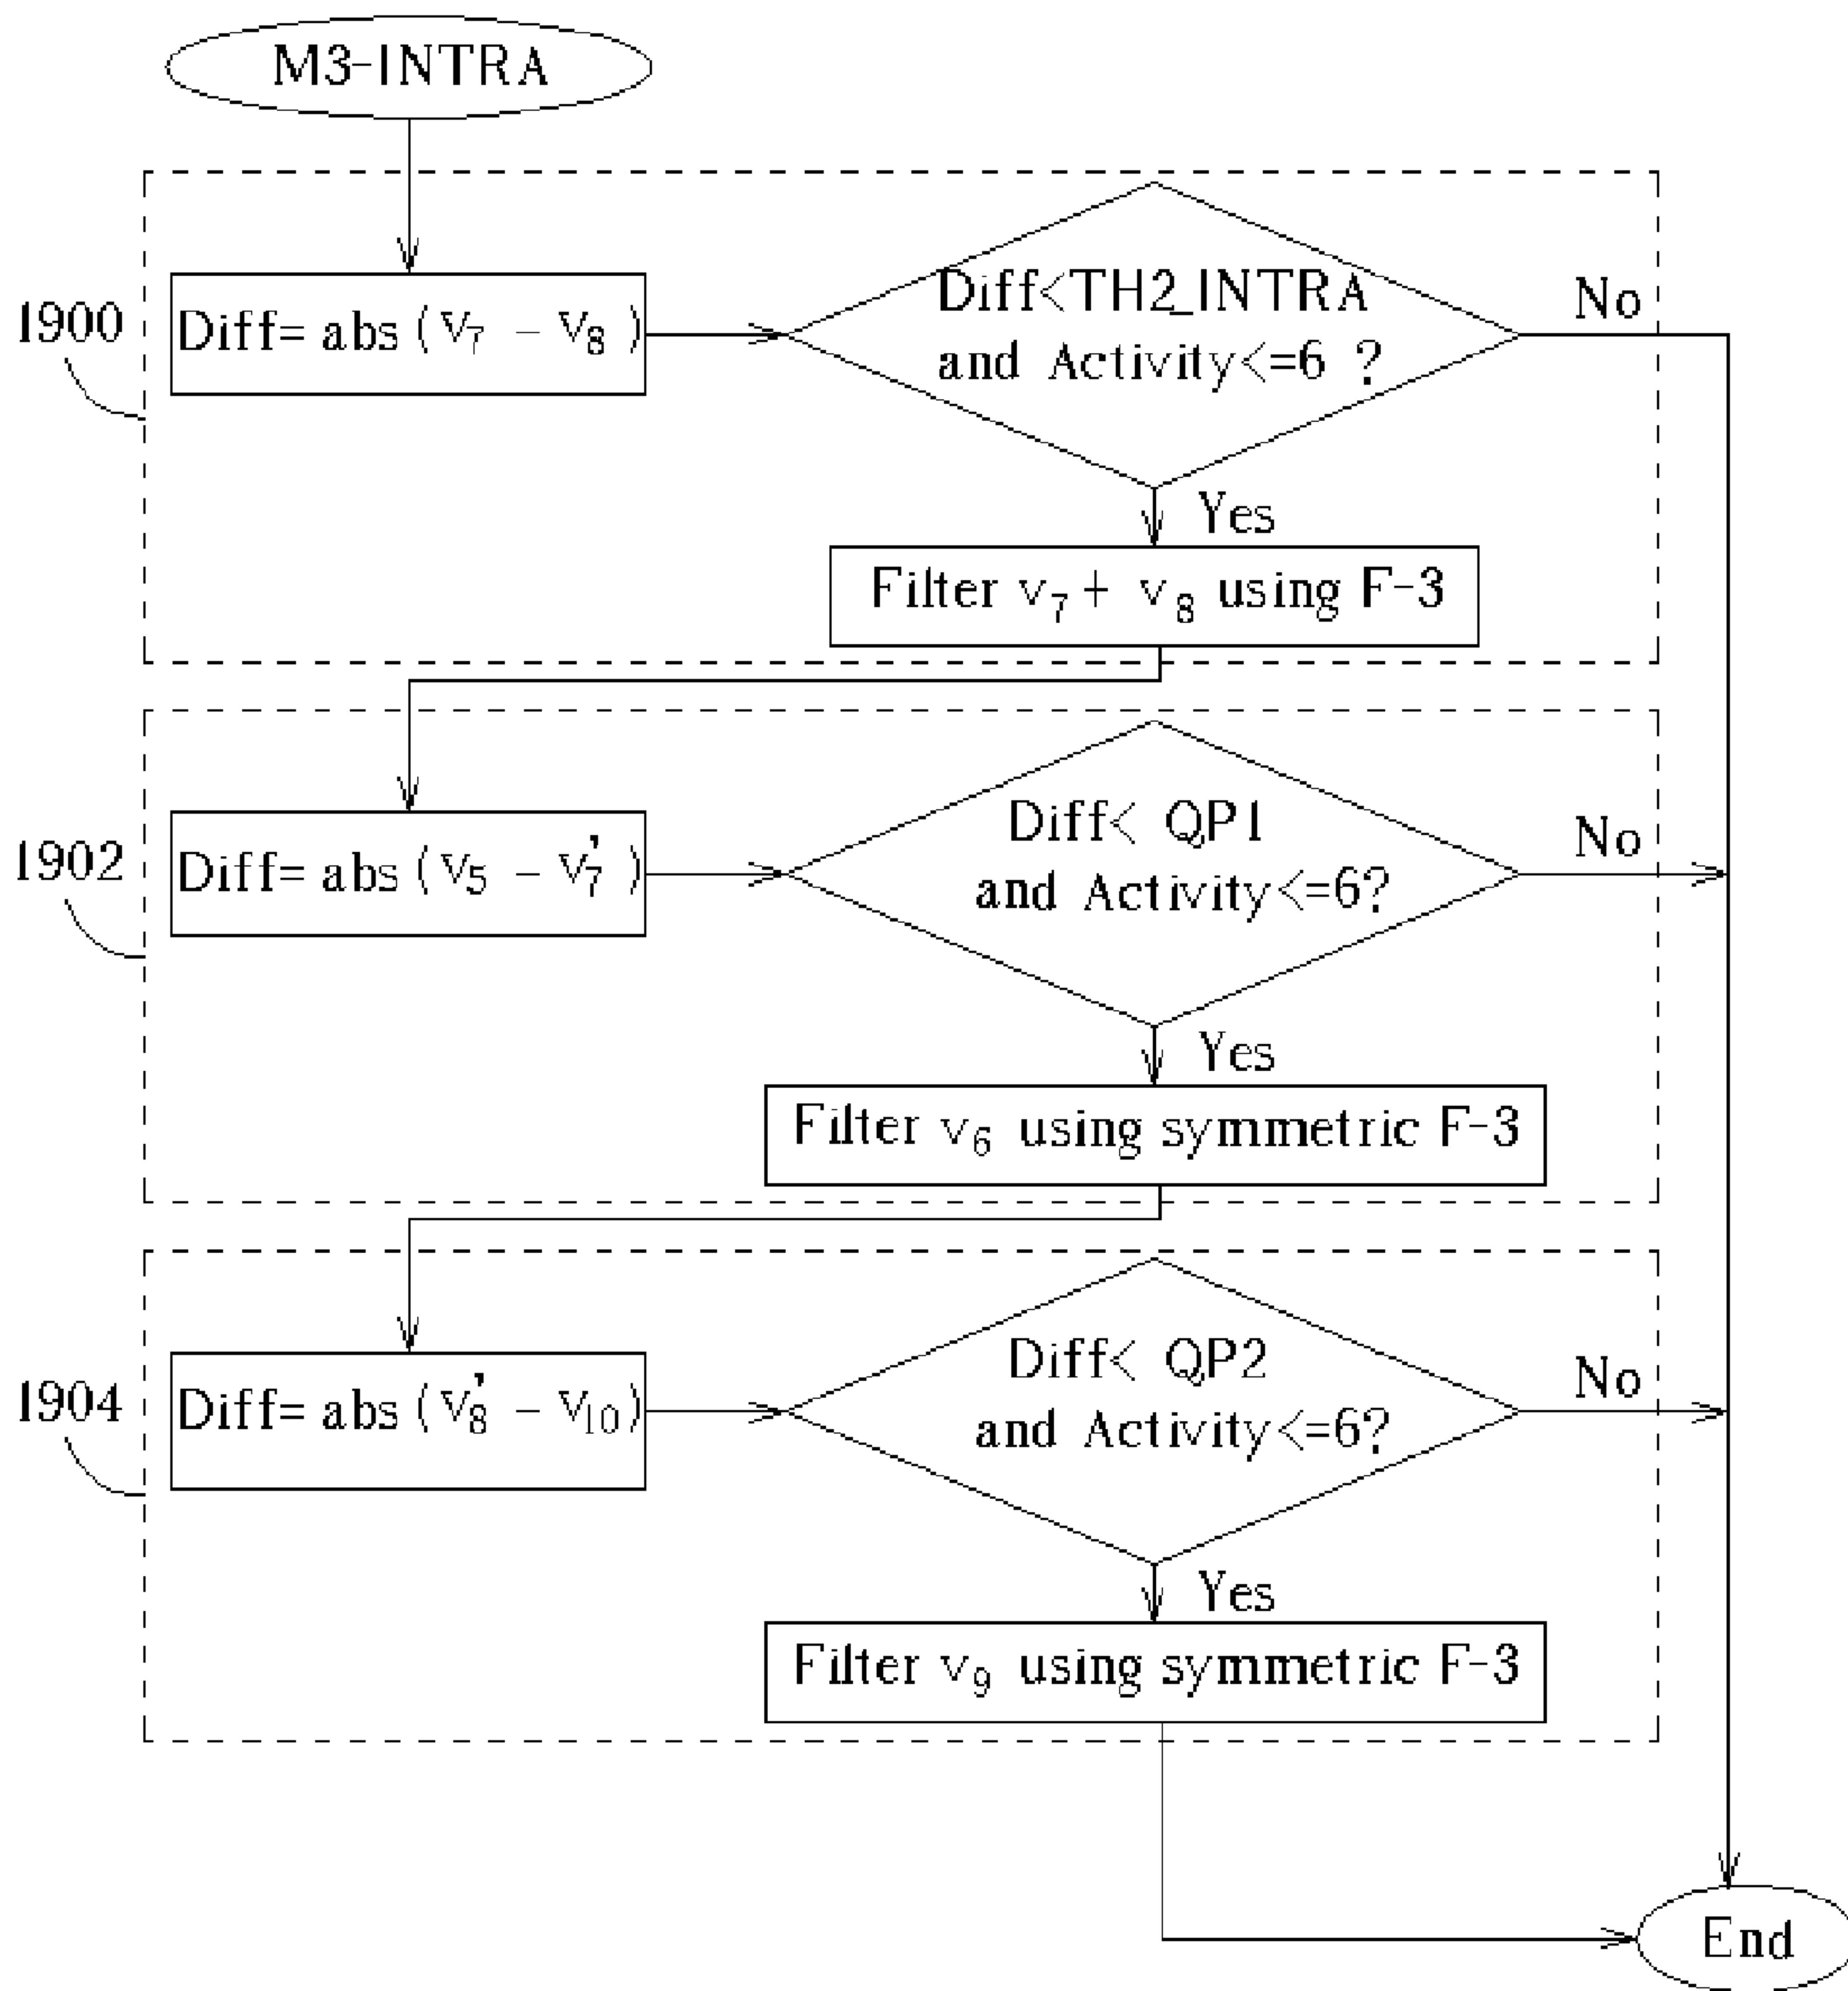 M3-INTRA
1900
Diff= abs (v₇ - v₈)
Diff<TH2_INTRA
and Activity<=6 ?
No
Yes
Filter v₇+ v₈ using F-3
1902
Diff= abs (v₅ - v₇')
Diff< QP1
and Activity<=6?
No
Yes
Filter v₆ using symmetric F-3
1904
Diff= abs (v₈' - v₁₀)
Diff< QP2
and Activity<=6?
No
Yes
Filter v₉ using symmetric F-3
End